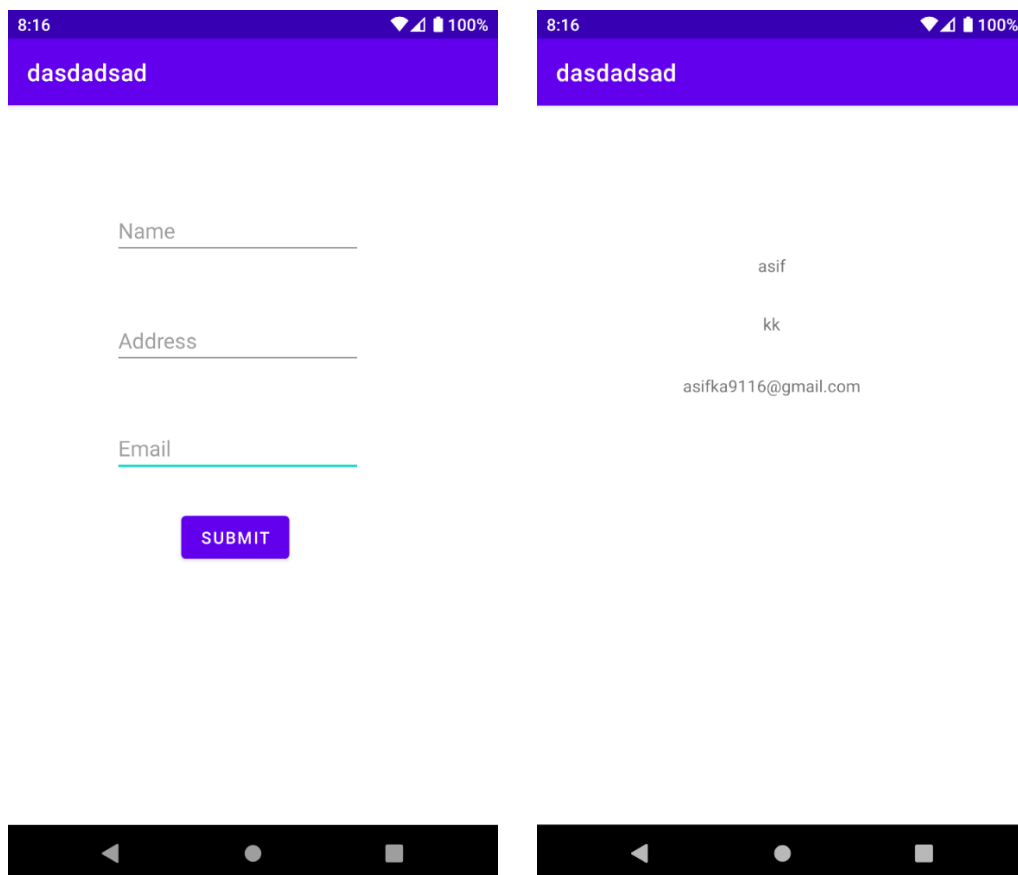 8:16 100%
dasdadsad
Name
Address
Email
SUBMIT
8:16 100%
dasdadsad
asif
kk
asifka9116@gmail.com